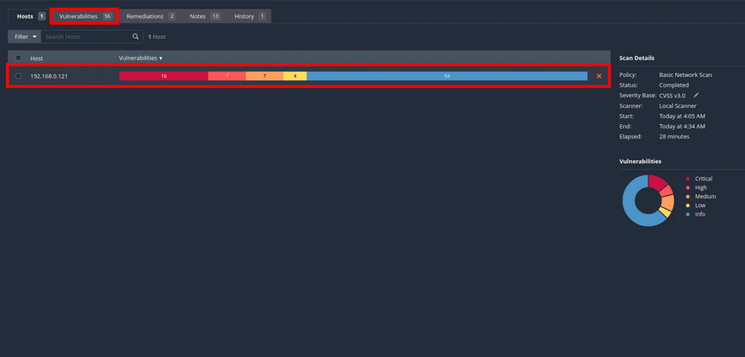 Hosts 1 Vulnerabilities 56 Remediations 2 Notes 13 History 1
Filter Search Hosts 1 Host
Host Vulnerabilities
192.168.0.121 16 7 7 4 54
Scan Details
Policy: Basic Network Scan
Status: Completed
Severity Base: CVSS v3.0
Scanner: Local Scanner
Start: Today at 4:05 AM
End: Today at 4:34 AM
Elapsed: 28 minutes
Vulnerabilities
Critical
High
Medium
Low
Info